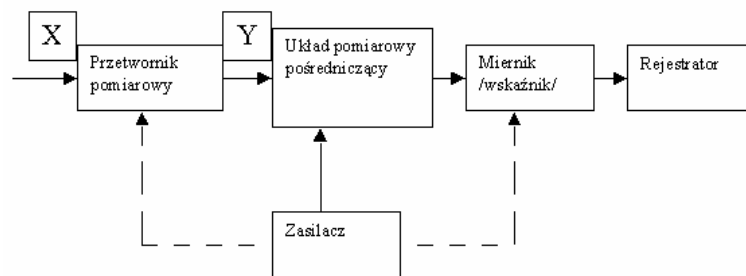 X
Przetwornik
pomiarowy
Y
Układ pomiarowy
pośredniczący
Miernik
/wskaźnik/
Rejestrator
Zasilacz